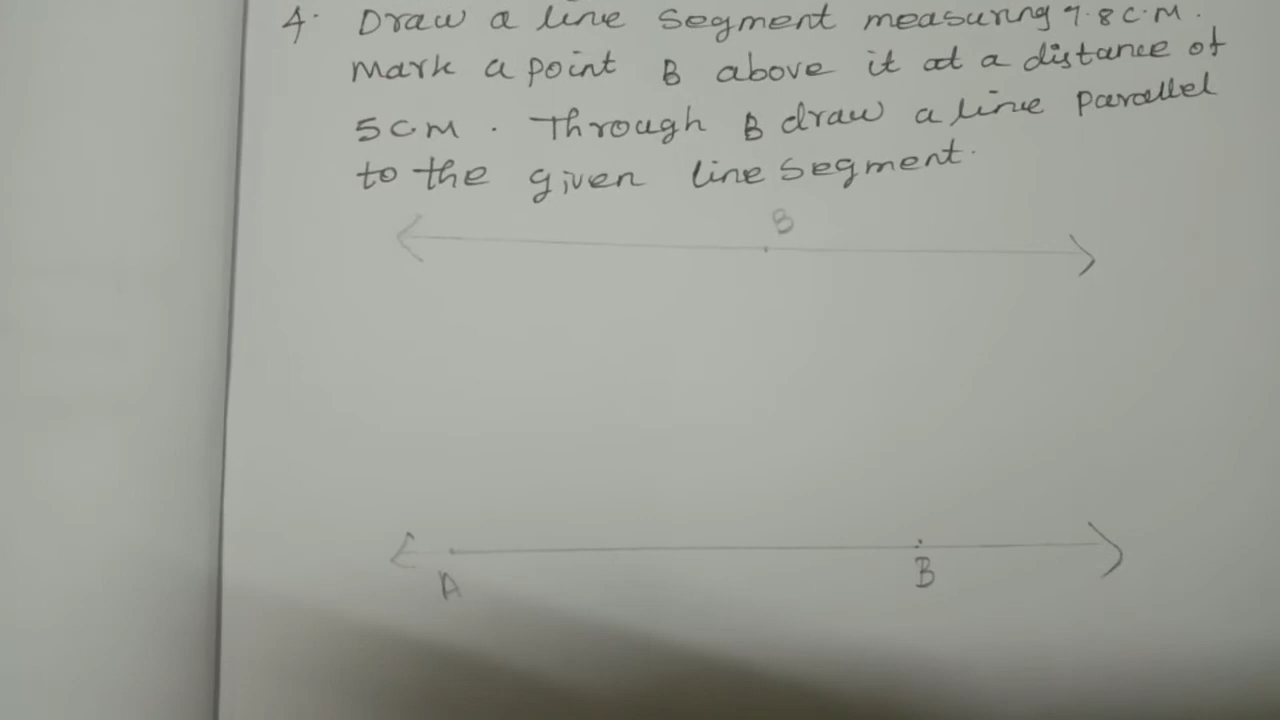 4. Draw a line segment measuring 7.8 C.M.
Mark a point B above it at a distance of
5 CM. Through B draw a line parallel
to the given line segment.
B
A B